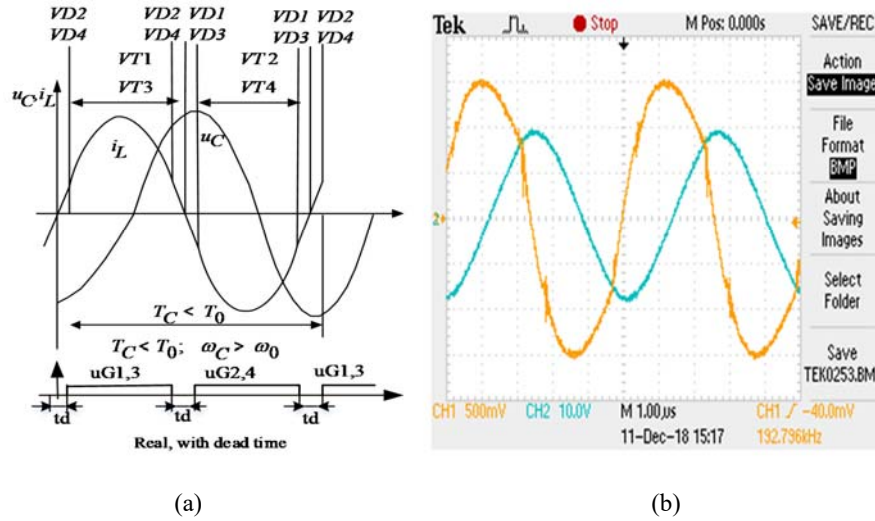 VD2 VD2 VD1 VD2
VD4 VD4 VD3 VD1 VD4
VD3
VT1 VT2
VT3 VT4
uC,iL
iL
uC
TC < T0
TC < T0; ωC > ω0
uG1,3 uG2,4 uG1,3
td td td
Real, with dead time
(a)
Tek Stop M Pos: 0.000s SAVE/REC
Action
Save Image
File
Format
BMP
About
Saving
Images
Select
Folder
Save
TEK0253.BM
2
CH1 500mV CH2 10.0V M 1.00µs CH1 -40.0mV
11-Dec-18 15:17 192.796kHz
(b)